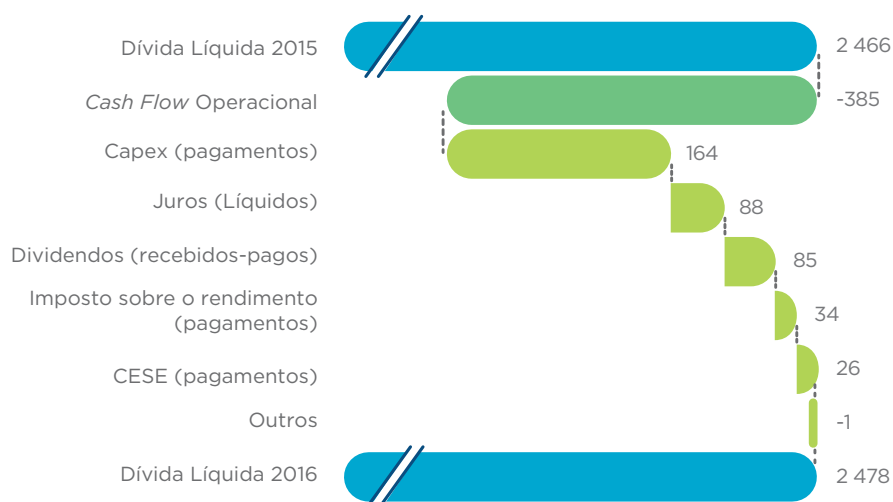 Dívida Líquida 2015 2 466
Cash Flow Operacional -385
Capex (pagamentos) 164
Juros (Líquidos) 88
Dividendos (recebidos-pagos) 85
Imposto sobre o rendimento
(pagamentos) 34
CESE (pagamentos) 26
Outros -1
Dívida Líquida 2016 2 478